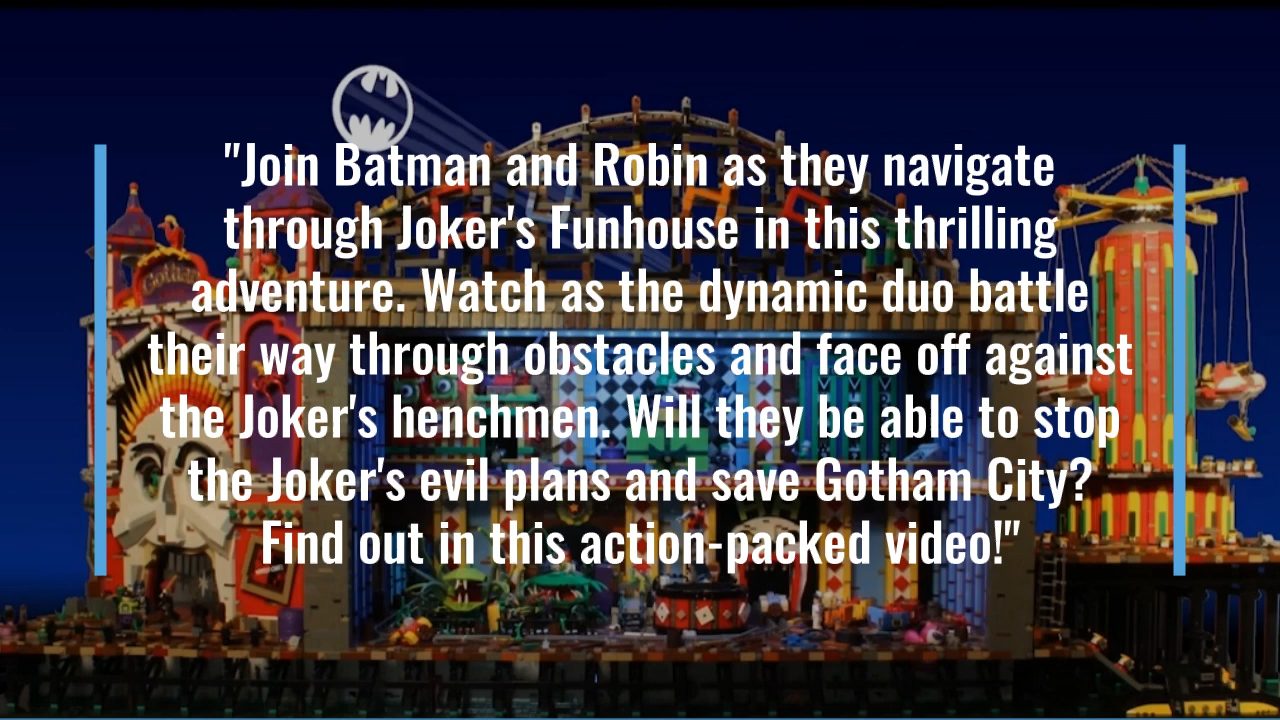 "Join Batman and Robin as they navigate
through Joker's Funhouse in this thrilling
adventure. Watch as the dynamic duo battle
their way through obstacles and face off against
the Joker's henchmen. Will they be able to stop
the Joker's evil plans and save Gotham City?
Find out in this action-packed video!"